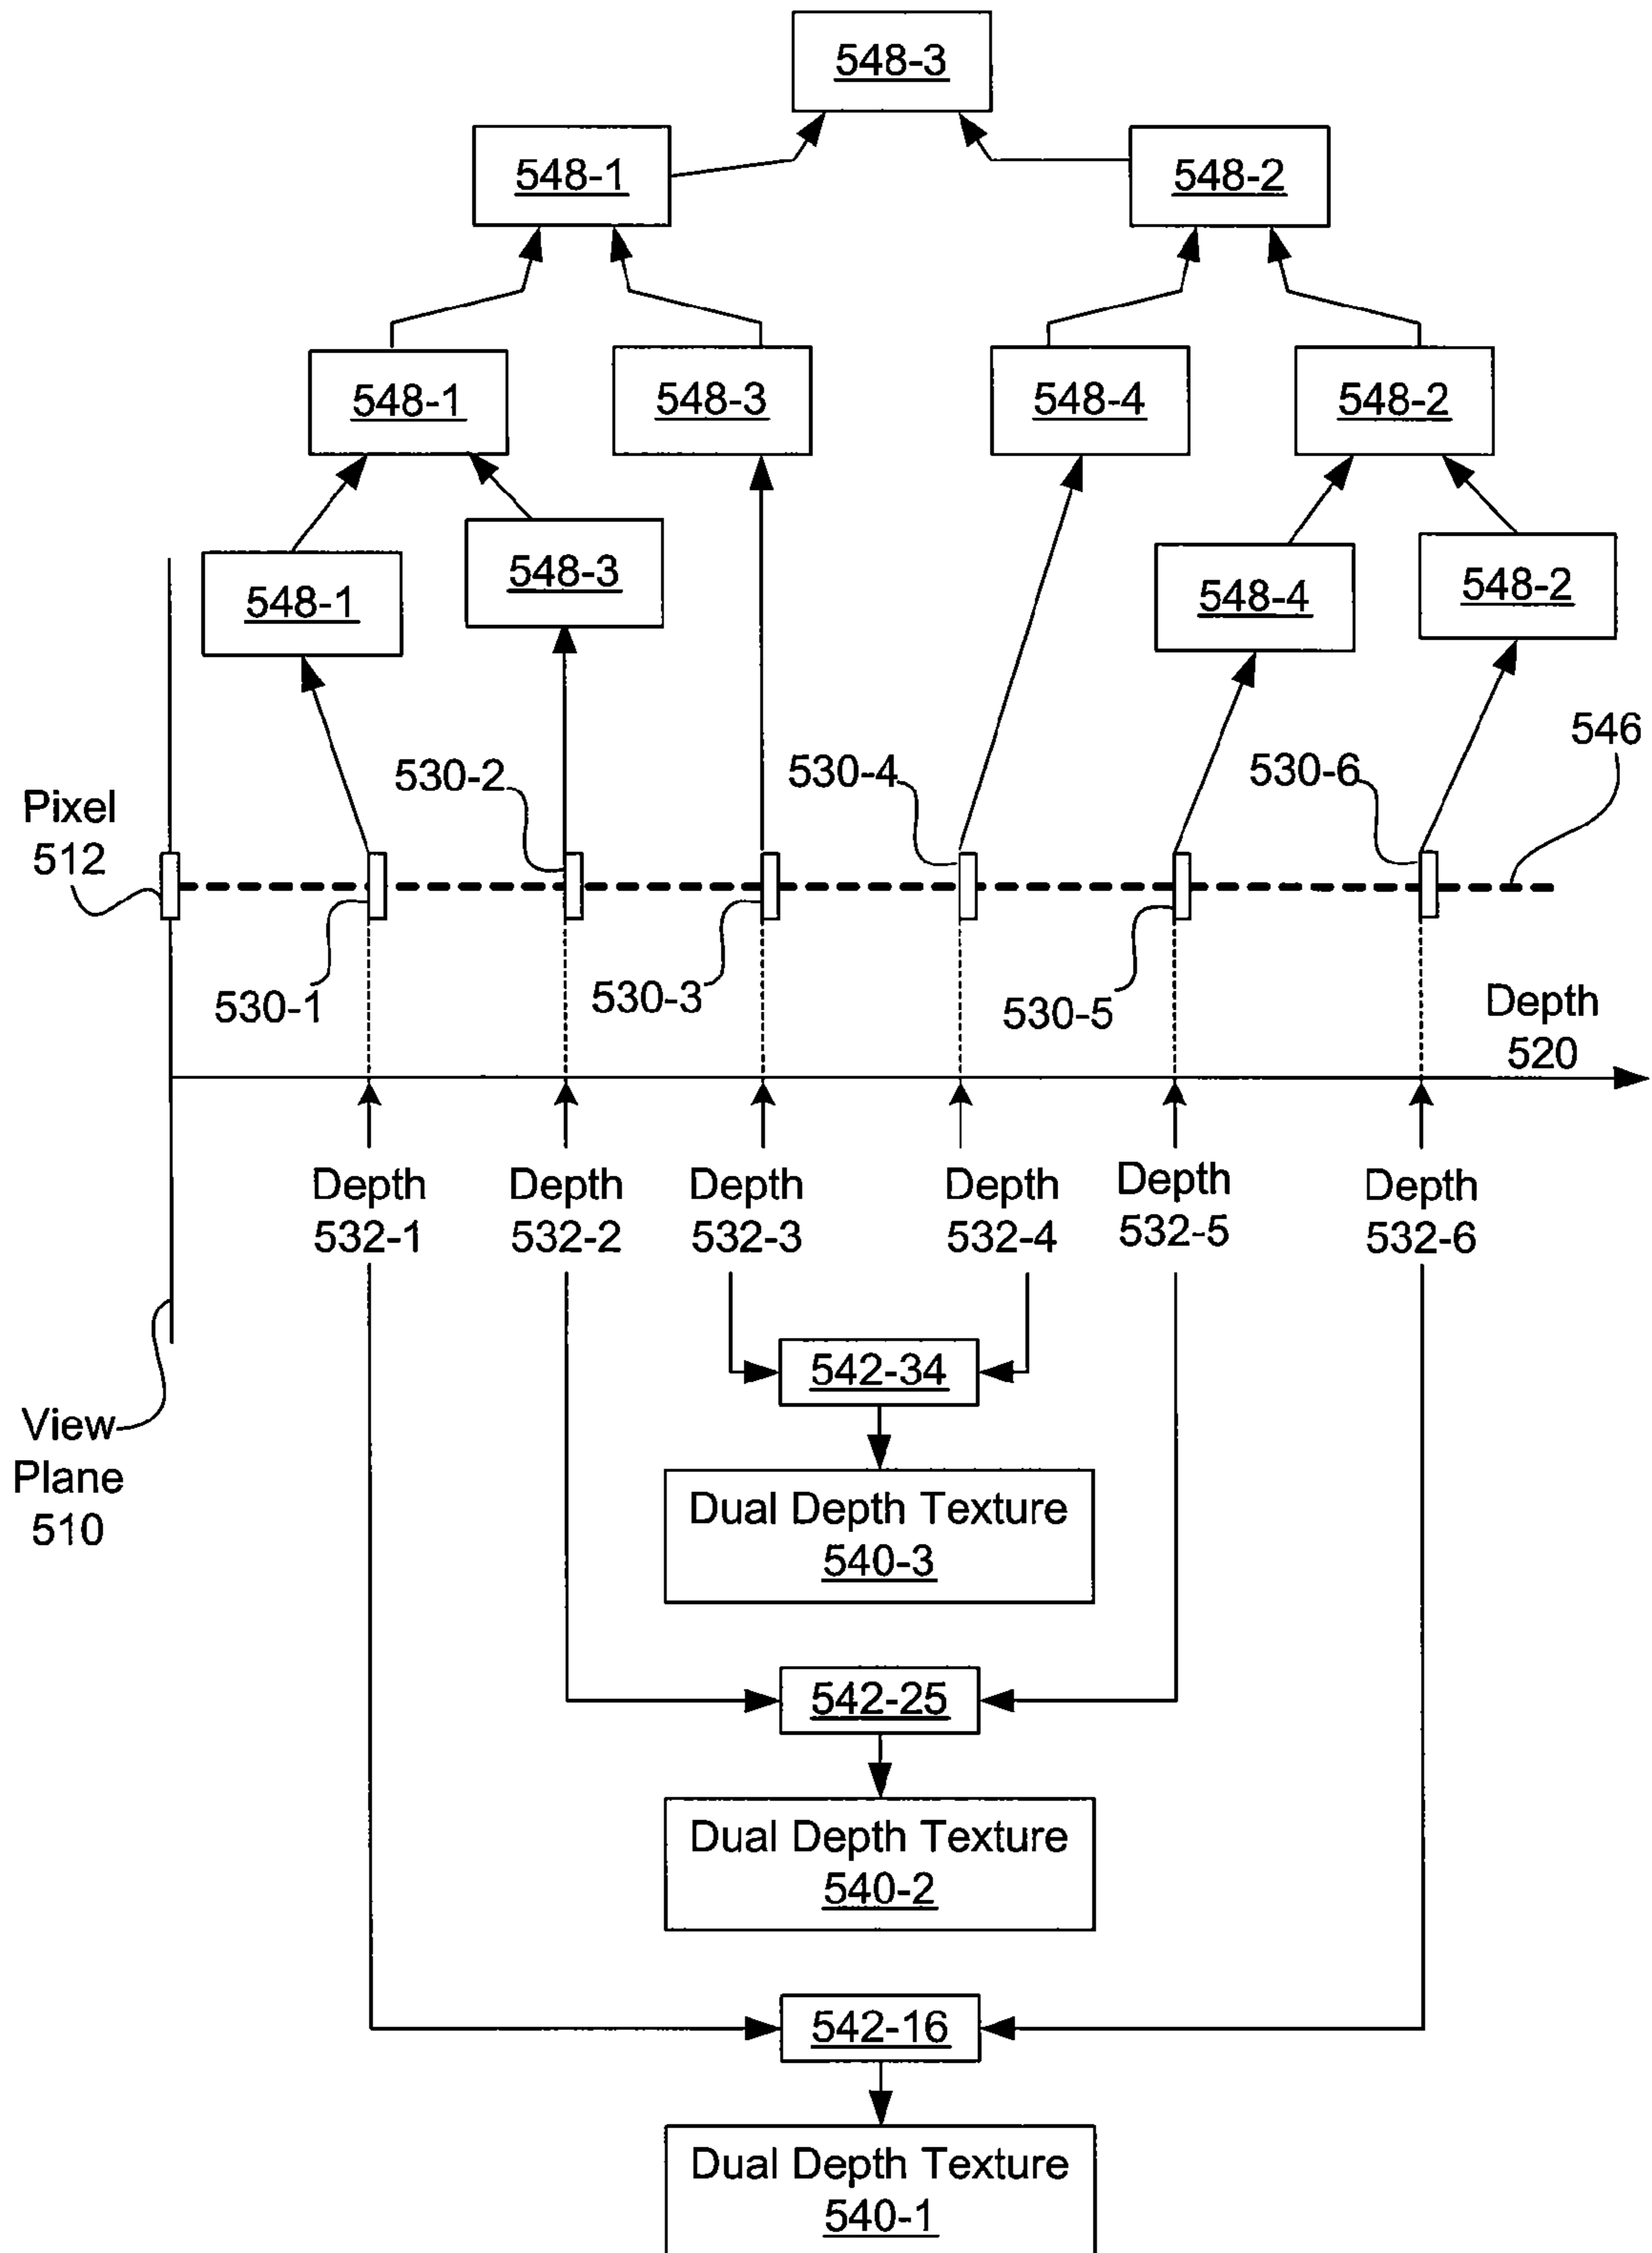 548-3
548-1
548-2
548-1
548-3
548-4
548-2
548-1
548-3
548-4
548-2
546
530-2
530-4
530-6
Pixel
512
530-1
530-3
530-5
Depth
520
Depth
532-1
Depth
532-2
Depth
532-3
Depth
532-4
Depth
532-5
Depth
532-6
542-34
View
Plane
510
Dual Depth Texture
540-3
542-25
Dual Depth Texture
540-2
542-16
Dual Depth Texture
540-1